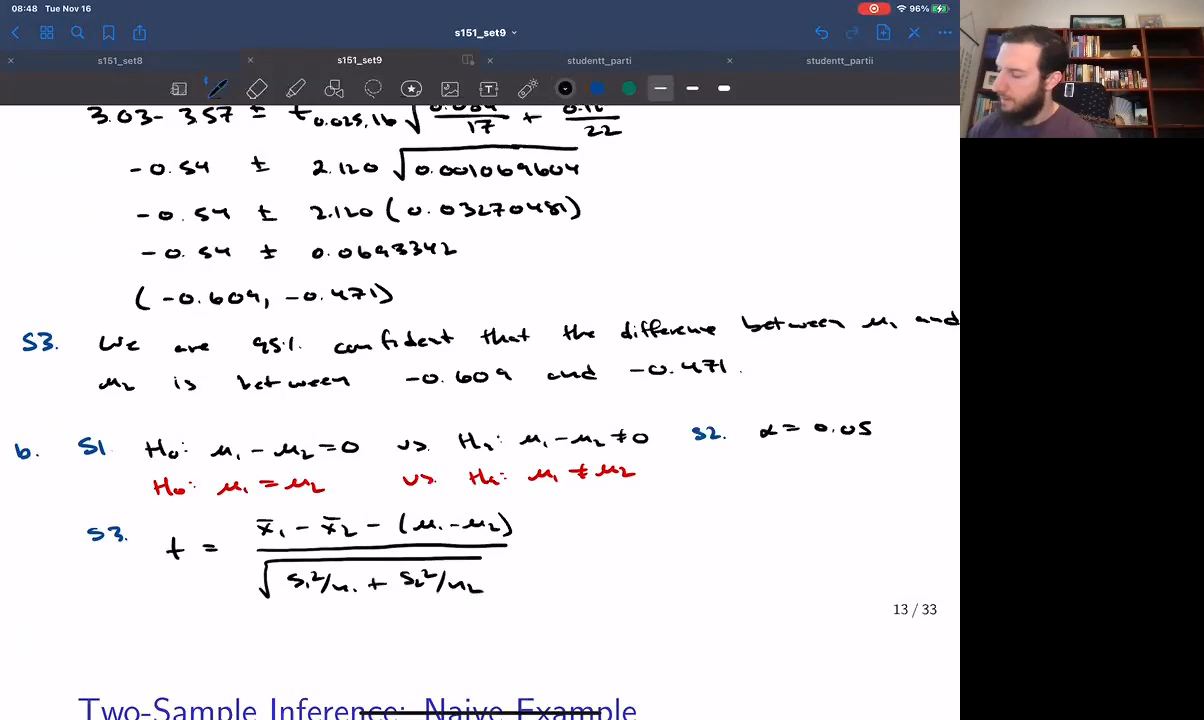 08:48 Tue Nov 16
96%
s151_set9
s151_set8
s151_set9
studentt_parti
studentt_partii
3.03 - 3.57 ± t0.025,16 √ /17 + /22
-0.54 ± 2.120 √0.001069604
-0.54 ± 2.120 (0.03270481)
-0.54 ± 0.0693342
(-0.609, -0.471)
S3. We are 95% confident that the difference between μ1 and
μ2 is between -0.609 and -0.471.
b. S1 H0: μ1 - μ2 = 0 vs Ha: μ1 - μ2 ≠ 0 S2. α = 0.05
H0: μ1 = μ2 vs Ha: μ1 ≠ μ2
S3. t = x̄1 - x̄2 - (μ1 - μ2)
√ s1²/n1 + s2²/n2
13 / 33
Two-Sample Inference: Naive Example